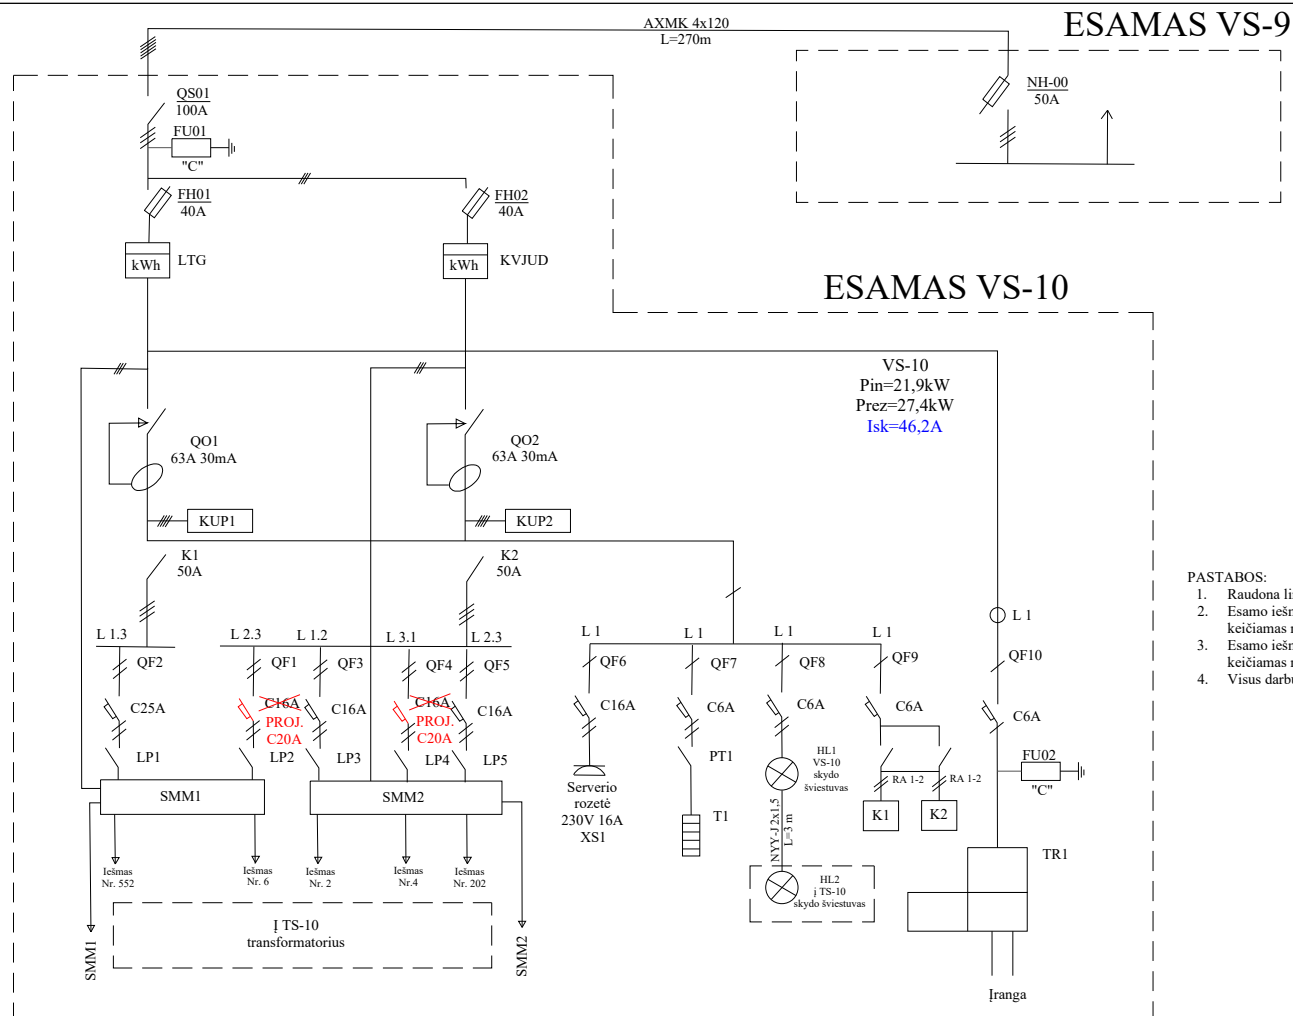 AXMK 4x120
L=270m
ESAMAS VS-9
NH-00
50A
QS01
100A
FU01
"C"
FH01
40A
FH02
40A
kWh
LTG
kWh
KVJUD
ESAMAS VS-10
VS-10
Pin=21,9kW
Prez=27,4kW
Isk=46,2A
QO1
63A 30mA
QO2
63A 30mA
KUP1
KUP2
K1
50A
K2
50A
PASTABOS:
1. Raudona
2. Esamo
keičiamas
3. Esamo
keičiamas
4. Visus
L 1.3
L 2.3
L 1.2
L 3.1
L 2.3
L 1
L 1
L 1
L 1
L 1
QF2
QF1
QF3
QF4
QF5
QF6
QF7
QF8
QF9
QF10
C25A
C16A
PROJ.
C20A
C16A
C16A
PROJ.
C20A
C16A
C16A
C6A
C6A
C6A
C6A
LP1
LP2
LP3
LP4
LP5
PT1
HL1
VS-10
skydo
šviestuvas
FU02
"C"
SMM1
SMM2
Serverio
rozetė
230V 16A
XS1
T1
NYY-J 2x1,5
L=3 m
RA 1-2
RA 1-2
K1
K2
TR1
Iešmas
Nr. 552
Iešmas
Nr. 6
Iešmas
Nr. 2
Iešmas
Nr.4
Iešmas
Nr. 202
HL2
į TS-10
skydo šviestuvas
Į TS-10
transformatorius
SMM1
SMM2
Įranga